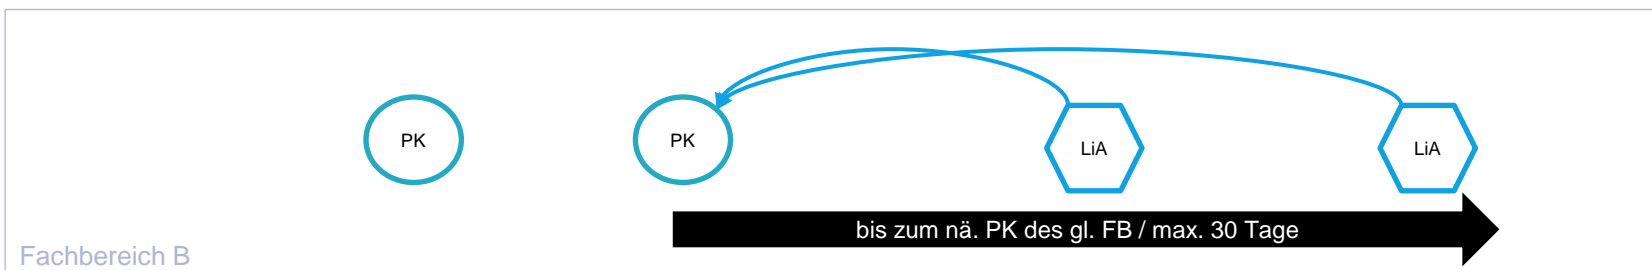 PK
PK
LiA
LiA
bis zum nä. PK des gl. FB / max. 30 Tage
Fachbereich B